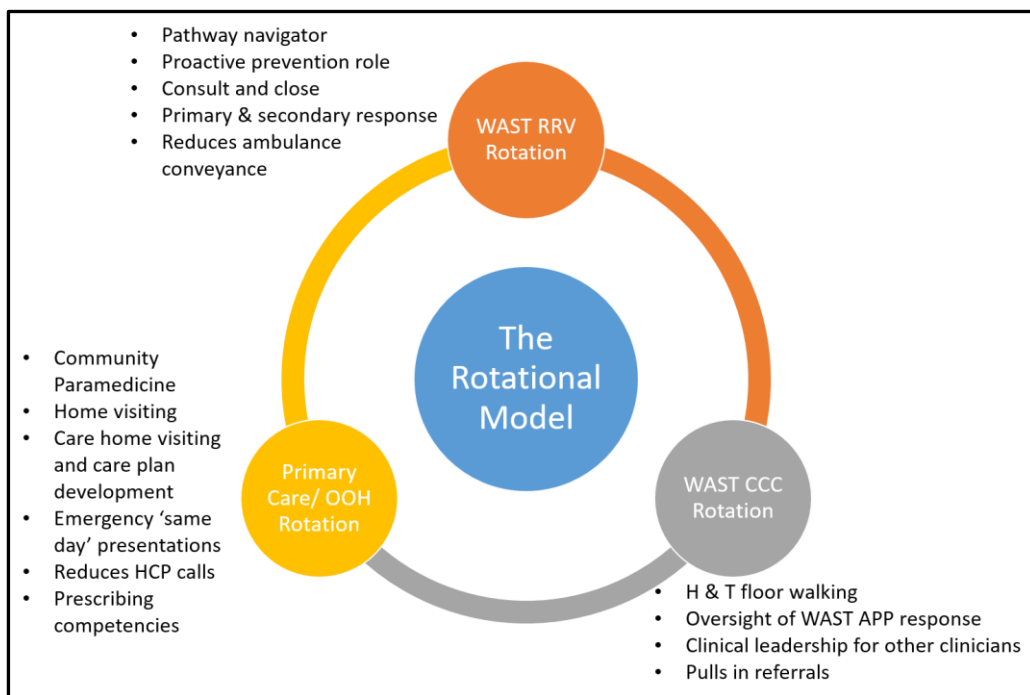 • Pathway navigator
• Proactive prevention role
• Consult and close
• Primary & secondary response
• Reduces ambulance
conveyance
WAST RRV
Rotation
The
Rotational
Model
• Community
Paramedicine
• Home visiting
• Care home visiting
and care plan
development
• Emergency ‘same
day’ presentations
• Reduces HCP calls
• Prescribing
competencies
Primary
Care/ OOH
Rotation
WAST CCC
Rotation
• H & T floor walking
• Oversight of WAST APP response
• Clinical leadership for other clinicians
• Pulls in referrals